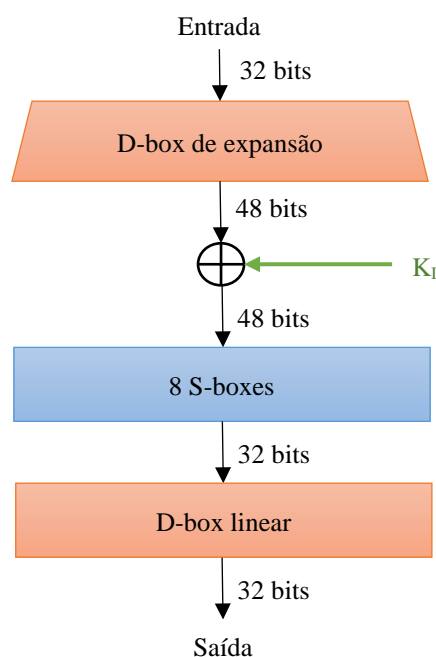 Entrada
32 bits
D-box de expansão
48 bits
K_I
48 bits
8 S-boxes
32 bits
D-box linear
32 bits
Saída